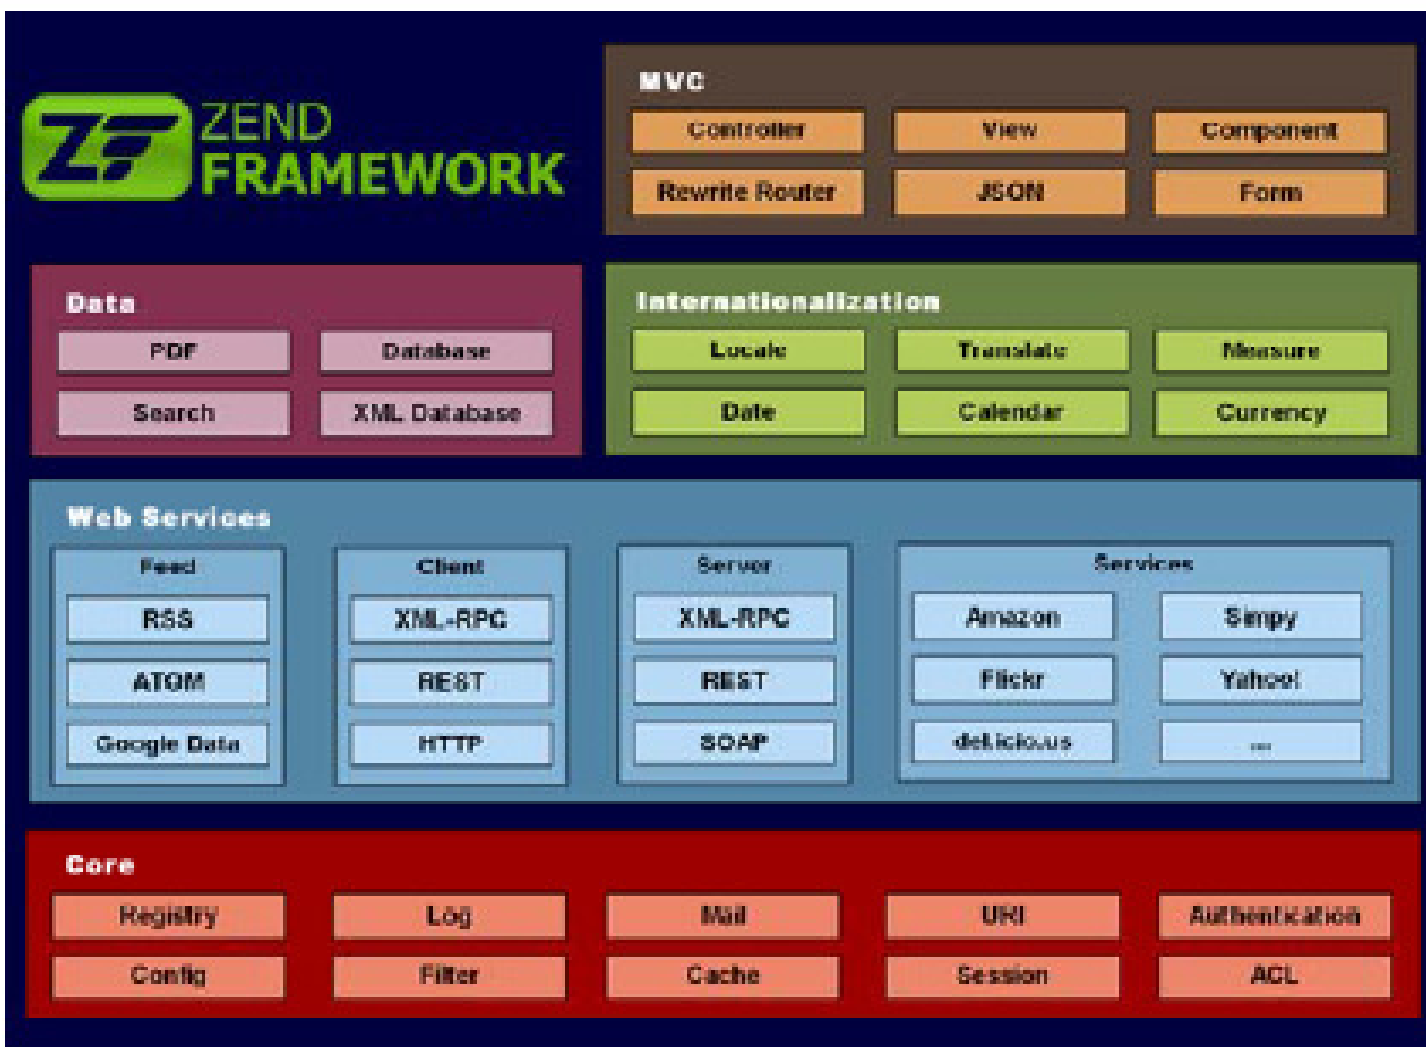 ZF ZEND
FRAMEWORK
MVC
Controller View Component
Rewrite Router JSON Form
Data
PDF Database
Search XML Database
Internationalization
Locale Translate Measure
Date Calendar Currency
Web Services
Feed Client Server Services
RSS XML-RPC XML-RPC Amazon Simpy
ATOM REST REST Flickr Yahoo!
Google Data HTTP SOAP del.icio.us ...
Core
Registry Log Mail URI Authentication
Config Filter Cache Session ACL